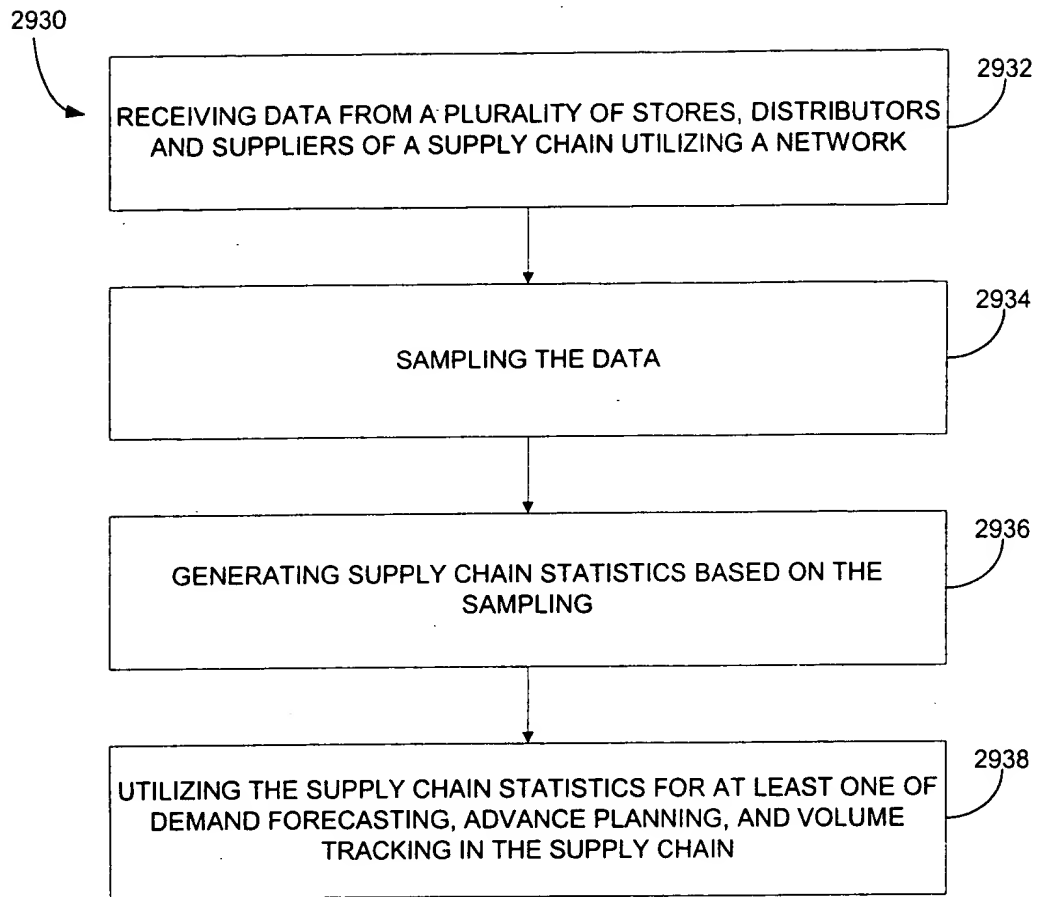 2930
2932
RECEIVING DATA FROM A PLURALITY OF STORES, DISTRIBUTORS
AND SUPPLIERS OF A SUPPLY CHAIN UTILIZING A NETWORK
2934
SAMPLING THE DATA
2936
GENERATING SUPPLY CHAIN STATISTICS BASED ON THE
SAMPLING
2938
UTILIZING THE SUPPLY CHAIN STATISTICS FOR AT LEAST ONE OF
DEMAND FORECASTING, ADVANCE PLANNING, AND VOLUME
TRACKING IN THE SUPPLY CHAIN